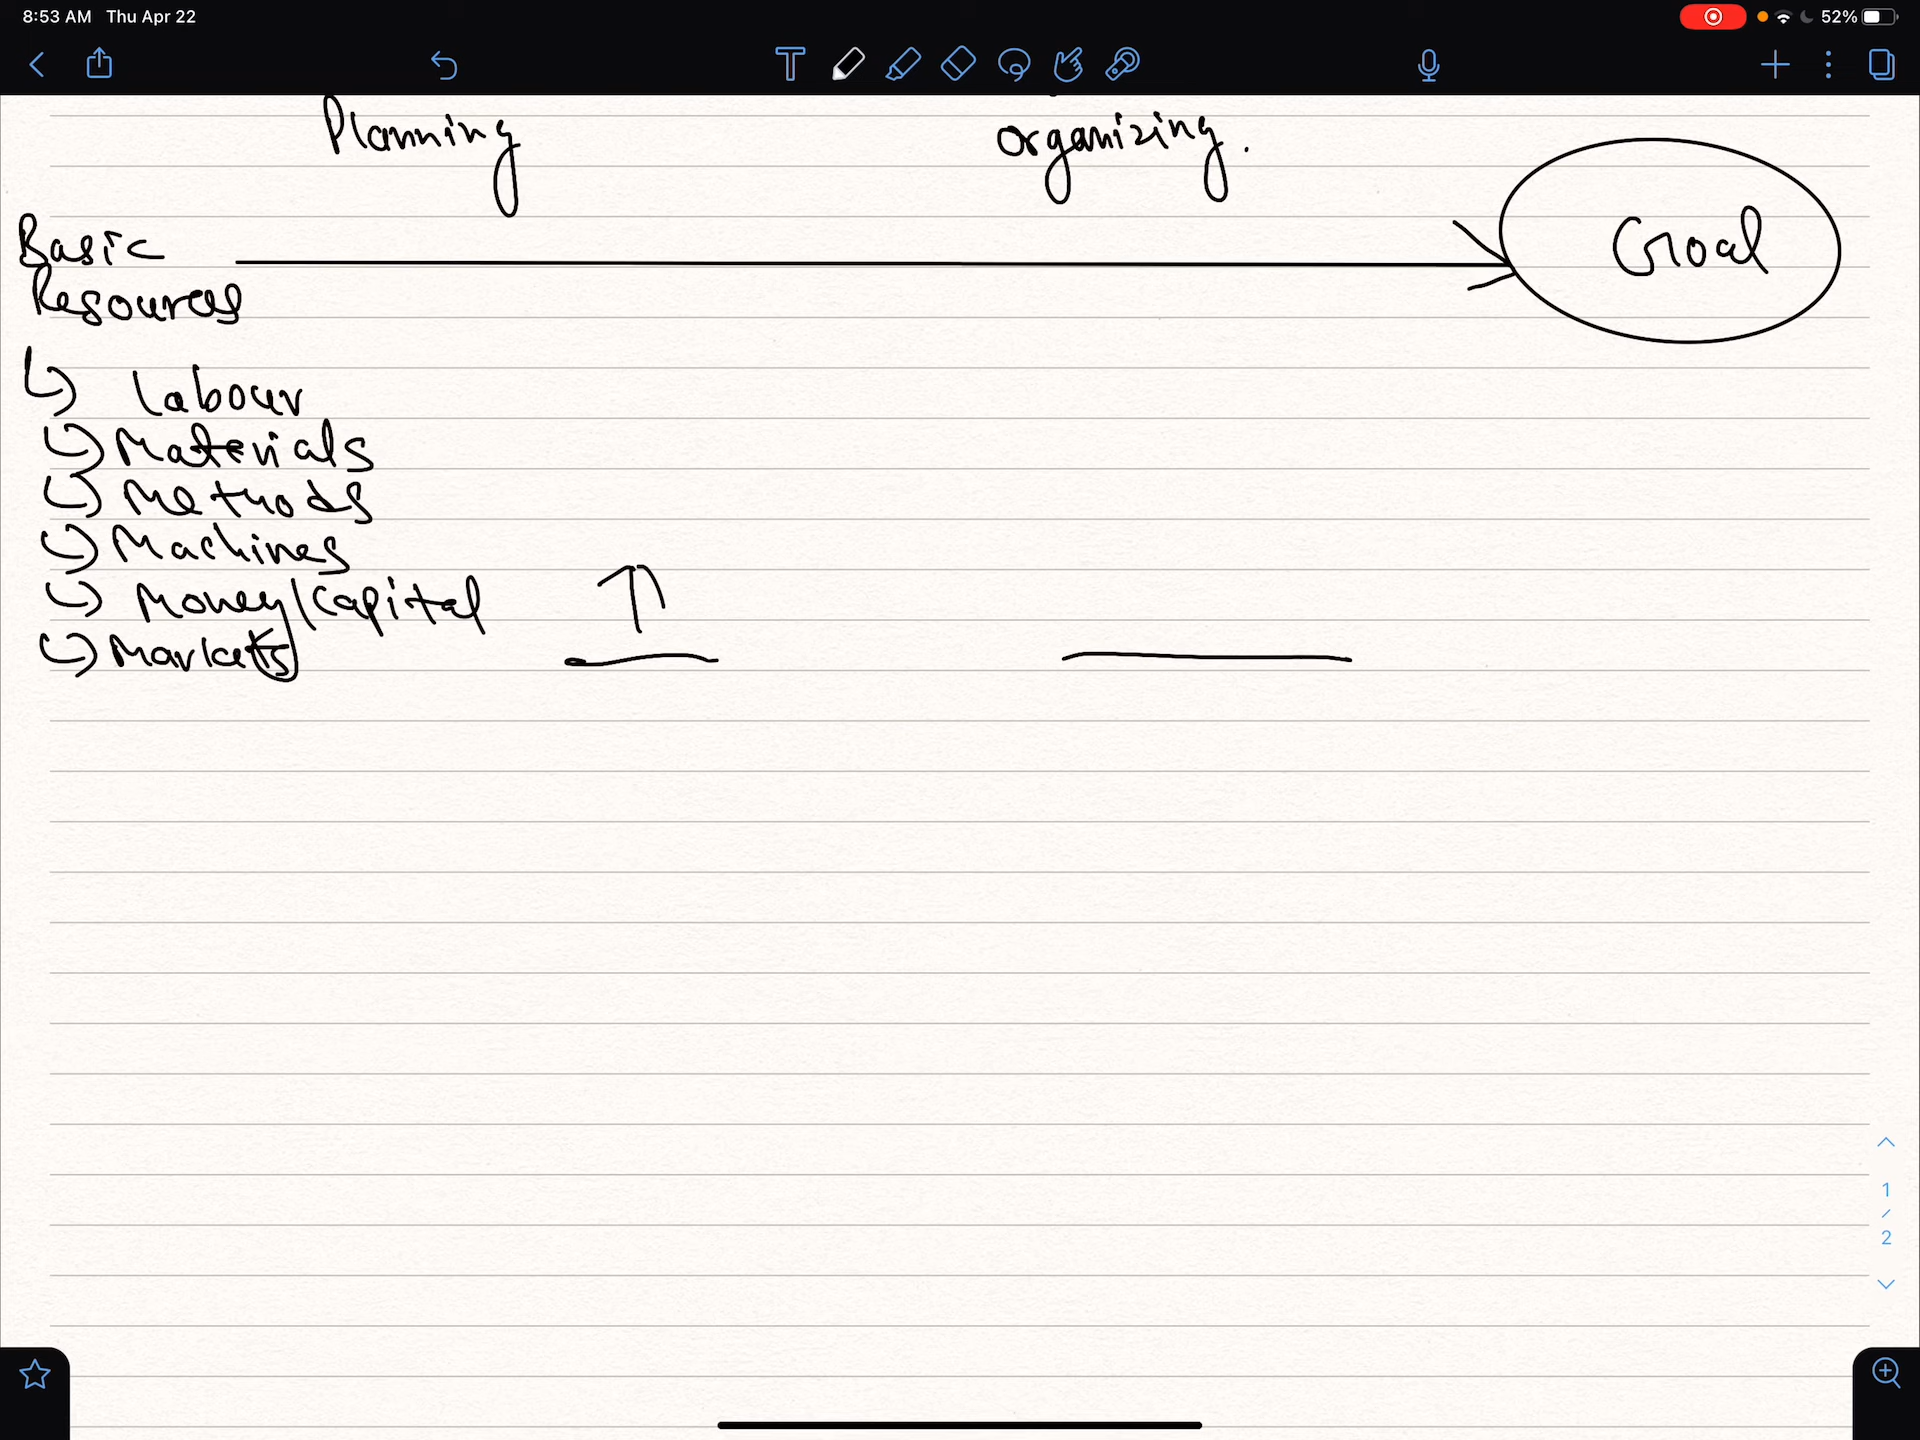 8:53 AM Thu Apr 22
52%
Planning organizing.
Basic
Resources
Goal
Labour
Materials
Methods
Machines
Money/Capital
Markets
1
/
2